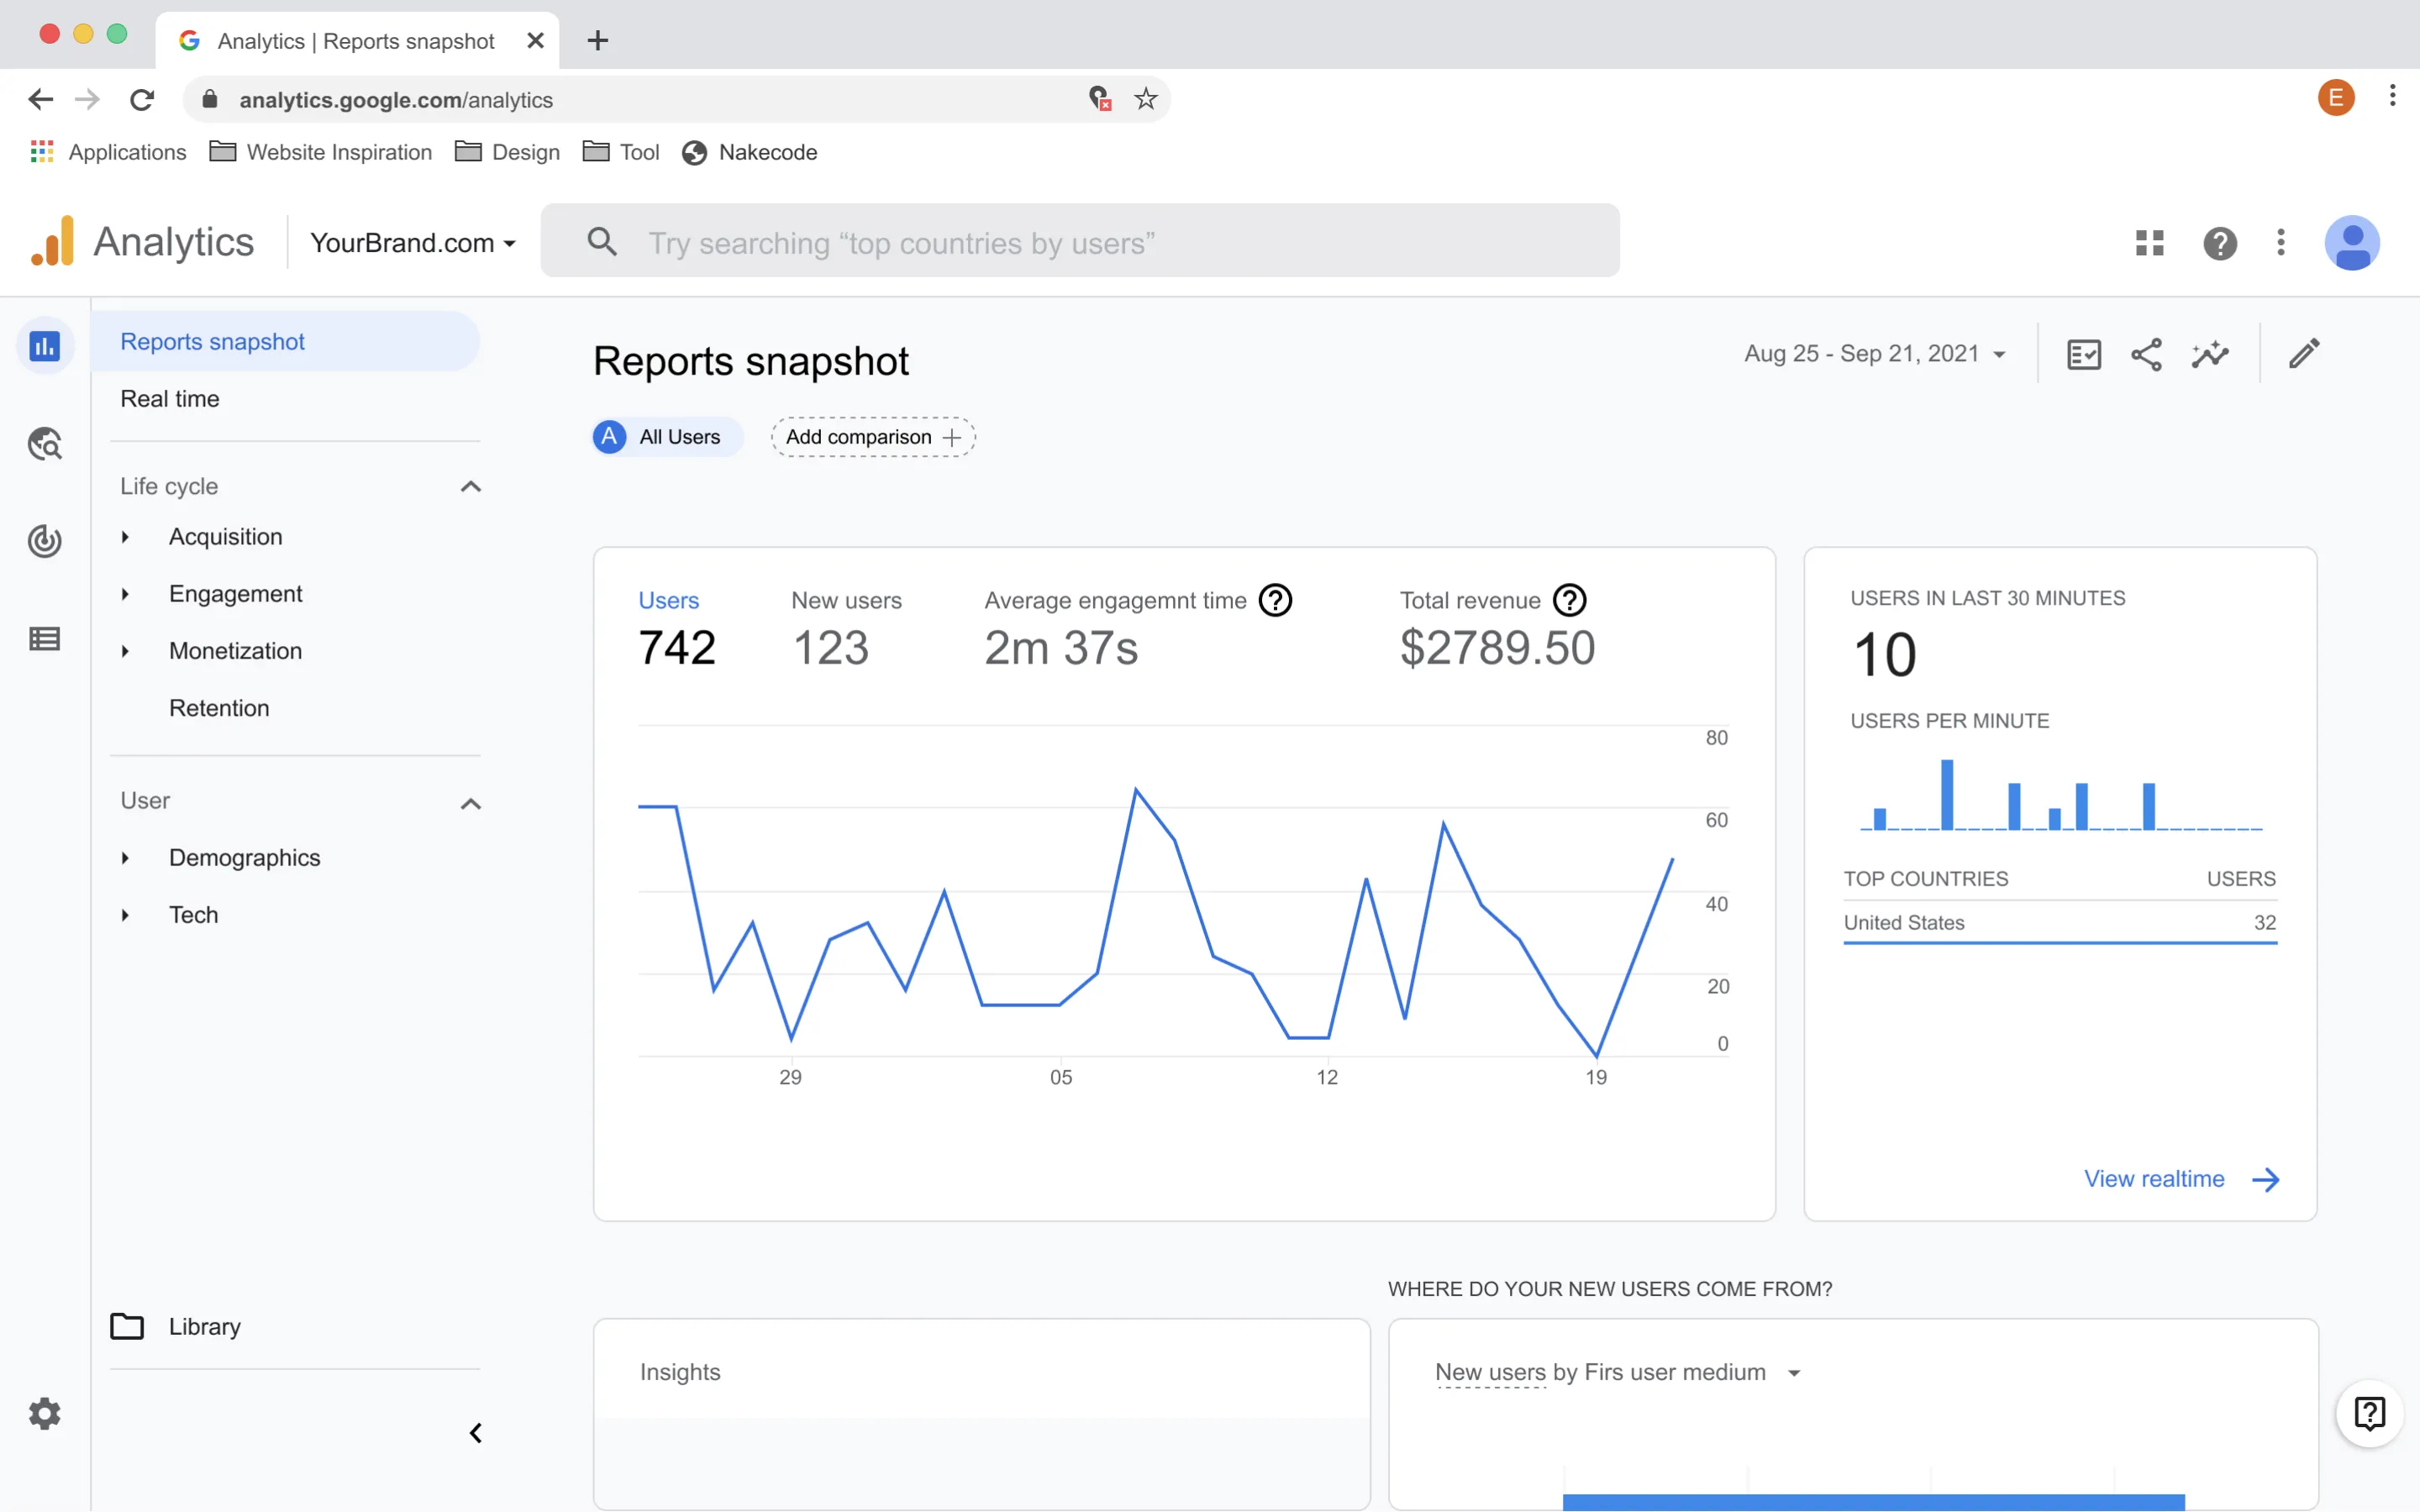 Analytics | Reports snapshot
analytics.google.com/analytics
E
Applications
Website Inspiration
Design
Tool
Nakecode
Analytics
YourBrand.com
Try searching “top countries by users”
Reports snapshot
Real time
Life cycle
Acquisition
Engagement
Monetization
Retention
User
Demographics
Tech
Library
Reports snapshot
Aug 25 - Sep 21, 2021
A All Users
Add comparison
Users
742
New users
123
Average engagemnt time
2m 37s
Total revenue
$2789.50
80
60
40
20
0
29 05 12 19
USERS IN LAST 30 MINUTES
10
USERS PER MINUTE
TOP COUNTRIES USERS
United States 32
View realtime
Insights
WHERE DO YOUR NEW USERS COME FROM?
New users by Firs user medium